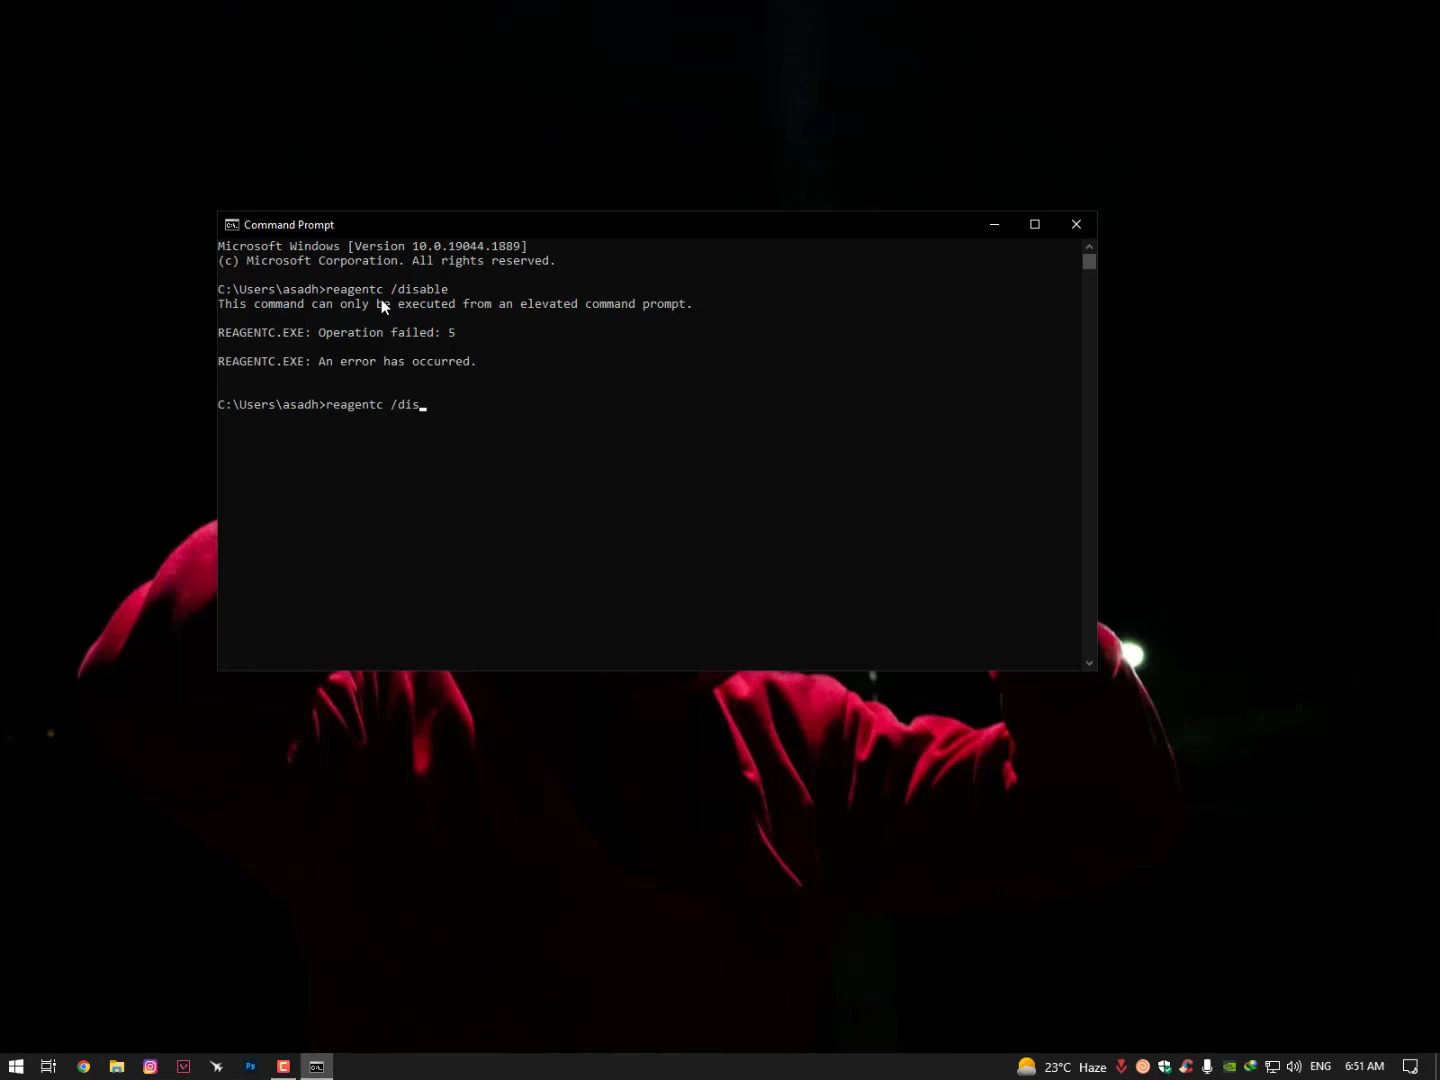 Command Prompt
Microsoft Windows [Version 10.0.19044.1889]
(c) Microsoft Corporation. All rights reserved.
C:\Users\asadh>reagentc /disable
This command can only be executed from an elevated command prompt.
REAGENTC.EXE: Operation failed: 5
REAGENTC.EXE: An error has occurred.
C:\Users\asadh>reagentc /dis
Ps
23°C Haze
ENG
6:51 AM